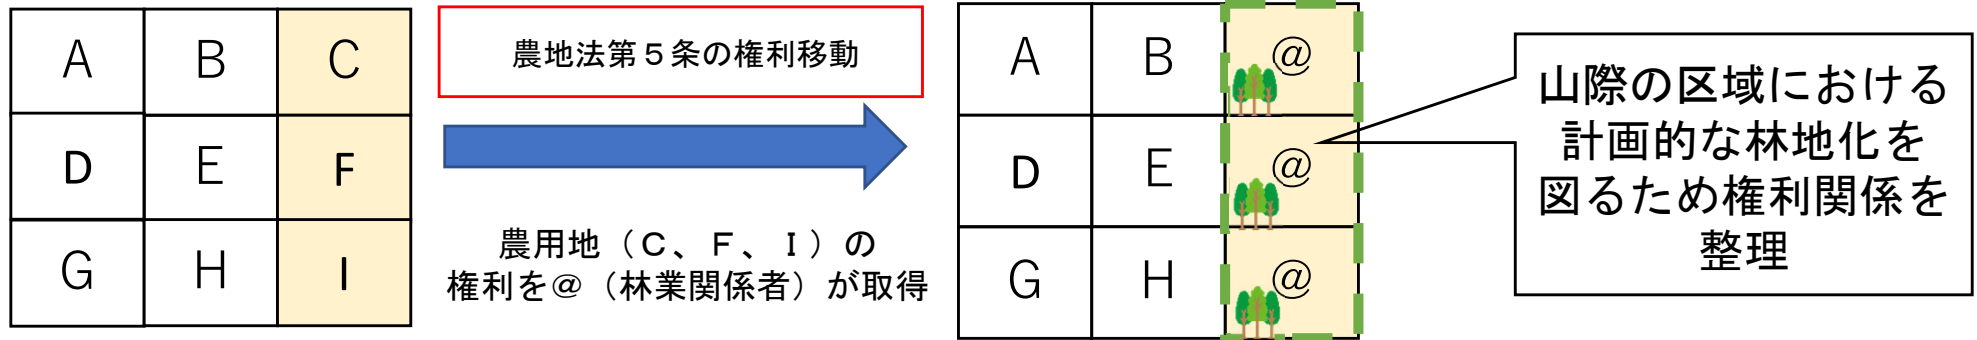 A B C
D E F
G H I
農地法第５条の権利移動
農用地（Ｃ、Ｆ、Ｉ）の
権利を＠（林業関係者）が取得
A B @
D E @
G H @
山際の区域における
計画的な林地化を
図るため権利関係を
整理